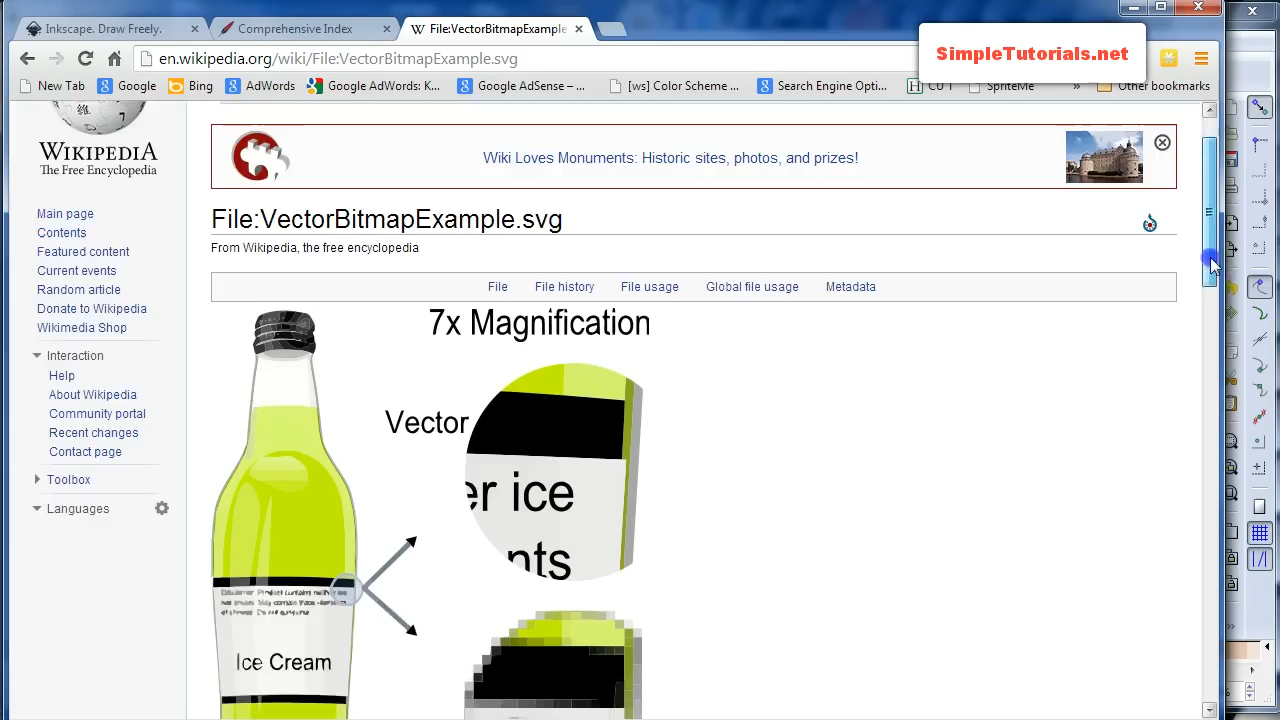 Inkscape, Draw Freely.
Comprehensive Index
W File:VectorBitmapExample
SimpleTutorials.net
en.wikipedia.org/wiki/File:VectorBitmapExample.svg
New Tab
Google
Bing
AdWords
Google AdWords: K...
Google AdSense – ...
[ws] Color Scheme ...
Search Engine Opti...
SpriteMe
»
Other bookmarks
WIKIPEDIA
The Free Encyclopedia
Main page
Contents
Featured content
Current events
Random article
Donate to Wikipedia
Wikimedia Shop
Interaction
Help
About Wikipedia
Community portal
Recent changes
Contact page
Toolbox
Languages
Wiki Loves Monuments: Historic sites, photos, and prizes!
File:VectorBitmapExample.svg
From Wikipedia, the free encyclopedia
File
File history
File usage
Global file usage
Metadata
7x Magnification
Vector
er ice
nts
Ice Cream